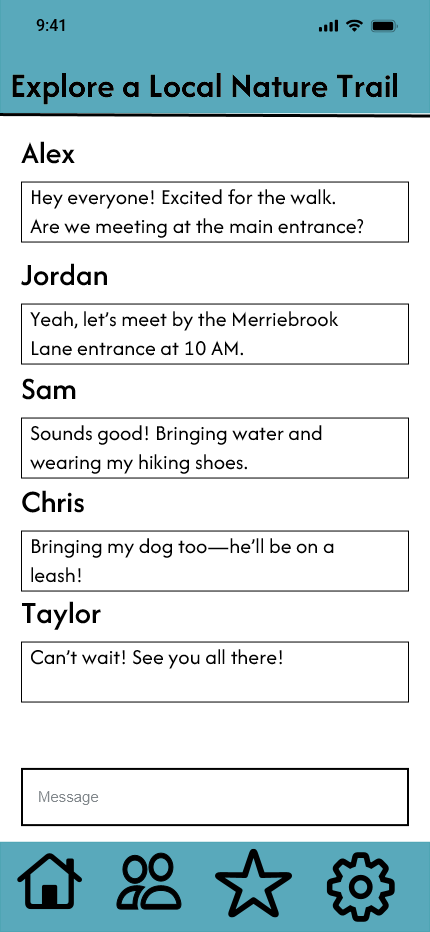 9:41
Explore a Local Nature Trail
Alex
Hey everyone! Excited for the walk.
Are we meeting at the main entrance?
Jordan
Yeah, let’s meet by the Merriebrook
Lane entrance at 10 AM.
Sam
Sounds good! Bringing water and
wearing my hiking shoes.
Chris
Bringing my dog too—he’ll be on a
leash!
Taylor
Can’t wait! See you all there!
Message